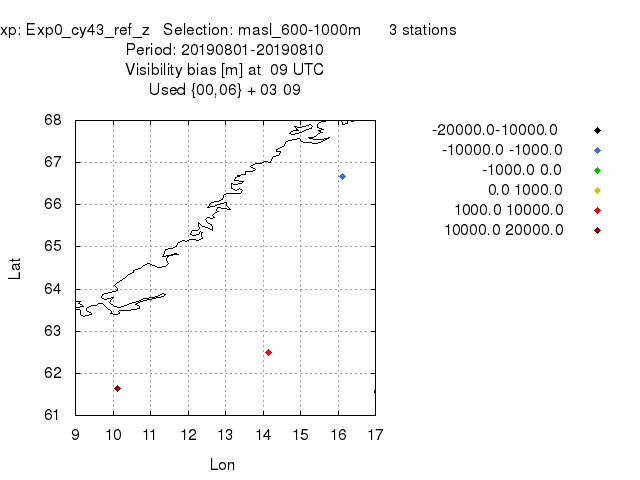 xp: Exp0_cy43_ref_z Selection: masl_600-1000m 3 stations
Period: 20190801-20190810
Visibility bias [m] at 09 UTC
Used {00,06} + 03 09
-20000.0-10000.0
-10000.0 -1000.0
-1000.0 0.0
0.0 1000.0
1000.0 10000.0
10000.0 20000.0
68
67
66
65
64
63
62
61
Lat
9 10 11 12 13 14 15 16 17
Lon